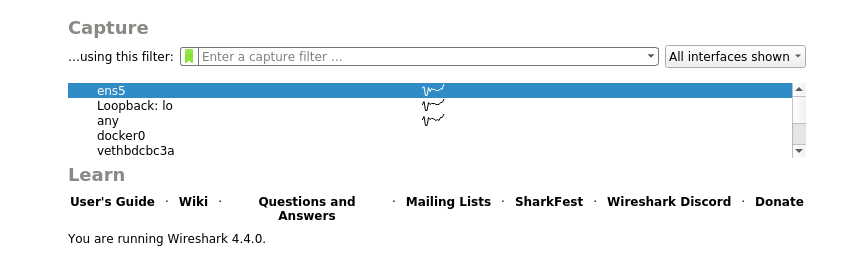 Capture
...using this filter: Enter a capture filter ... All interfaces shown
ens5
Loopback: lo
any
docker0
vethbdcbc3a
Learn
User's Guide · Wiki · Questions and Answers · Mailing Lists · SharkFest · Wireshark Discord · Donate
You are running Wireshark 4.4.0.